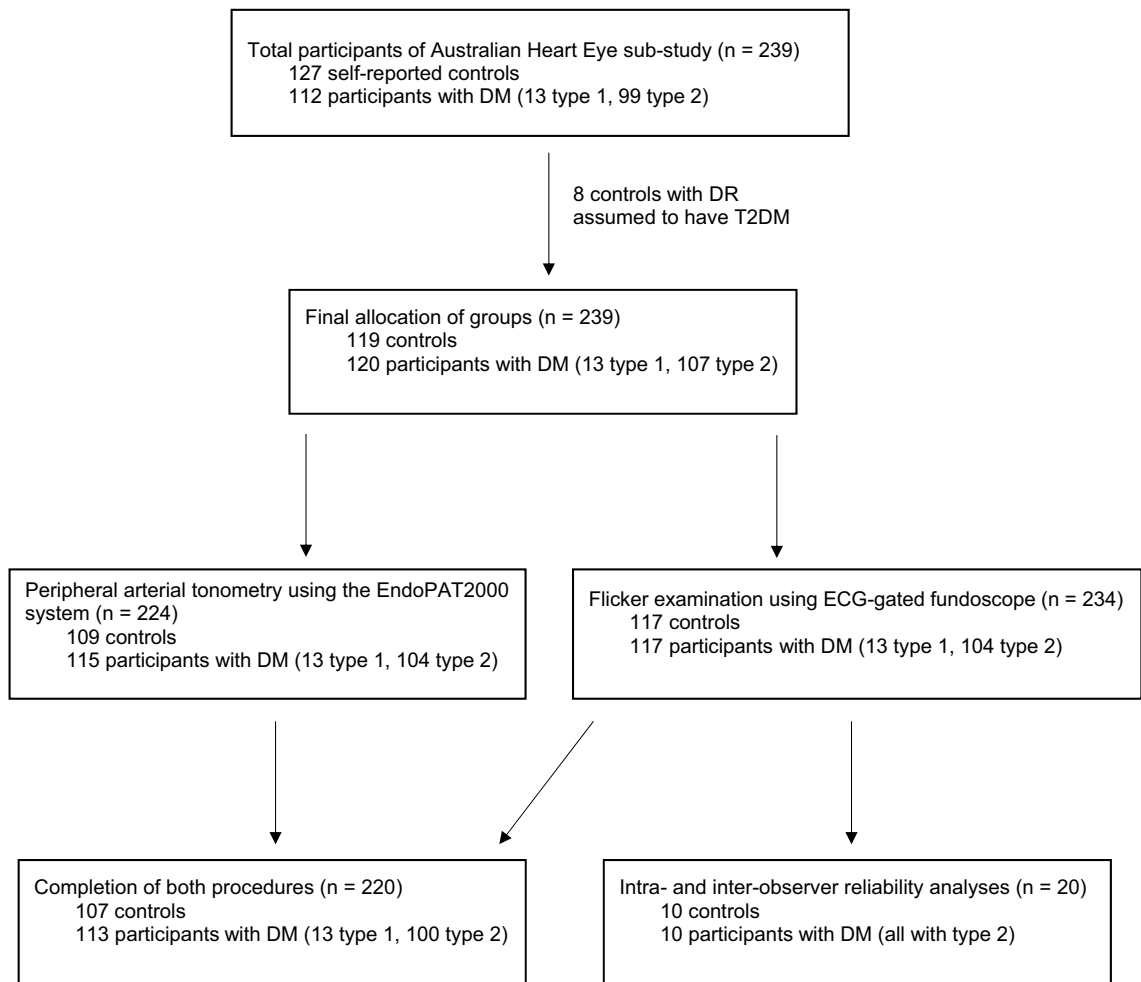 Total participants of Australian Heart Eye sub-study (n = 239)
127 self-reported controls
112 participants with DM (13 type 1, 99 type 2)
8 controls with DR
assumed to have T2DM
Final allocation of groups (n = 239)
119 controls
120 participants with DM (13 type 1, 107 type 2)
Peripheral arterial tonometry using the EndoPAT2000
system (n = 224)
109 controls
115 participants with DM (13 type 1, 104 type 2)
Flicker examination using ECG-gated fundoscope (n = 234)
117 controls
117 participants with DM (13 type 1, 104 type 2)
Completion of both procedures (n = 220)
107 controls
113 participants with DM (13 type 1, 100 type 2)
Intra- and inter-observer reliability analyses (n = 20)
10 controls
10 participants with DM (all with type 2)